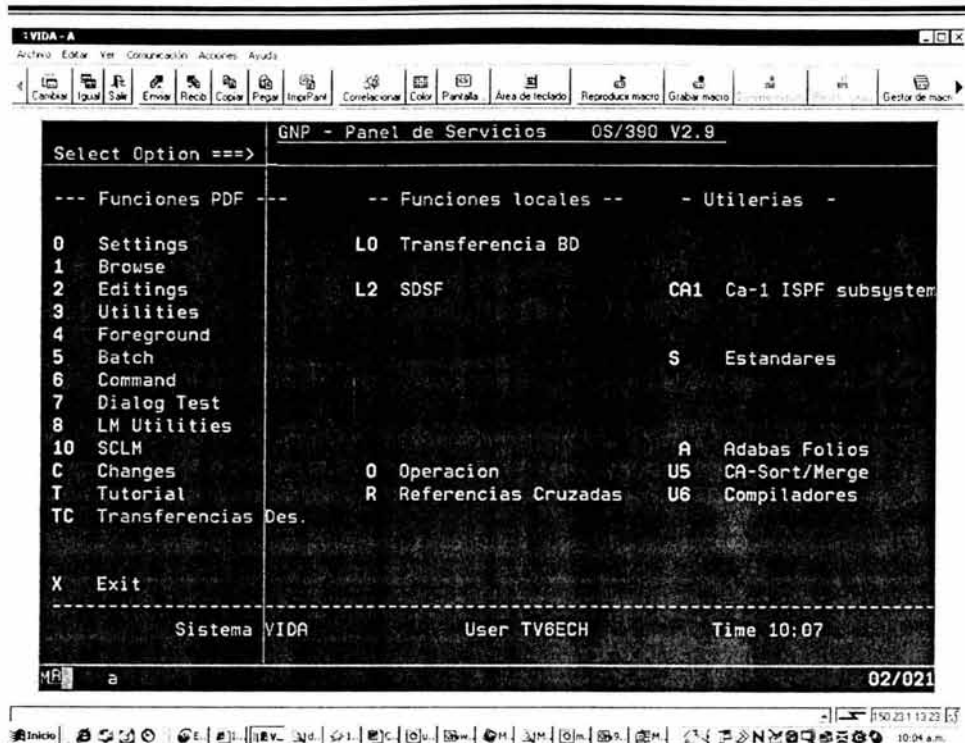 VIDA - A
Archivo Editar Ver Comunicación Acciones Ayuda
Cambiar Igual Salir Enviar Recib Copiar Pegar ImprPant Correlacionar Color Pantalla Área de teclado Reproducir macro Grabar macro Gestor de macr
GNP - Panel de Servicios OS/390 V2.9
Select Option ===>
--- Funciones PDF --- -- Funciones locales -- - Utilerias -
0 Settings L0 Transferencia BD
1 Browse
2 Editings L2 SDSF CA1 Ca-1 ISPF subsystem
3 Utilities
4 Foreground
5 Batch S Estandares
6 Command
7 Dialog Test
8 LM Utilities
10 SCLM A Adabas Folios
C Changes O Operacion U5 CA-Sort/Merge
T Tutorial R Referencias Cruzadas U6 Compiladores
TC Transferencias Des.
X Exit
Sistema VIDA User TV6ECH Time 10:07
MA a 02/021
150.23.1.13:23
Inicio 10:04 a.m.